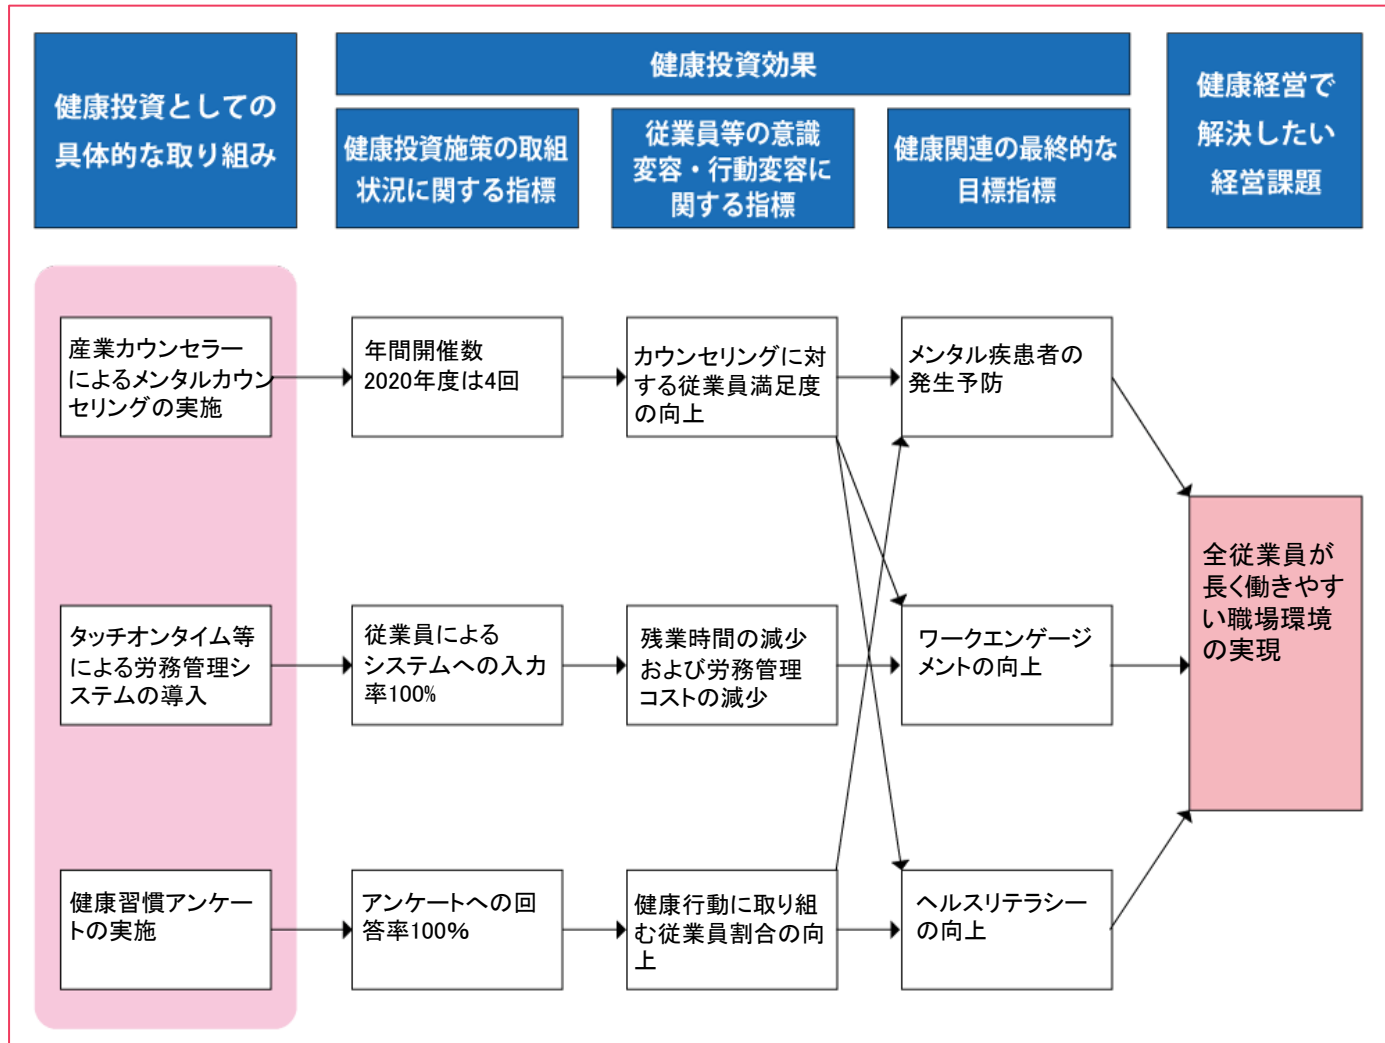 健康投資としての
具体的な取り組み
健康投資効果
健康投資施策の取組
状況に関する指標
従業員等の意識
変容・行動変容に
関する指標
健康関連の最終的な
目標指標
健康経営で
解決したい
経営課題
産業カウンセラー
によるメンタルカウン
セリングの実施
年間開催数
2020年度は4回
カウンセリングに対
する従業員満足度
の向上
メンタル疾患者の
発生予防
タッチオンタイム等
による労務管理シ
ステムの導入
従業員による
システムへの入力
率100%
残業時間の減少
および労務管理
コストの減少
ワークエンゲージ
メントの向上
全従業員が
長く働きやす
い職場環境
の実現
健康習慣アンケー
トの実施
アンケートへの回
答率100%
健康行動に取り組
む従業員割合の向
上
ヘルスリテラシー
の向上